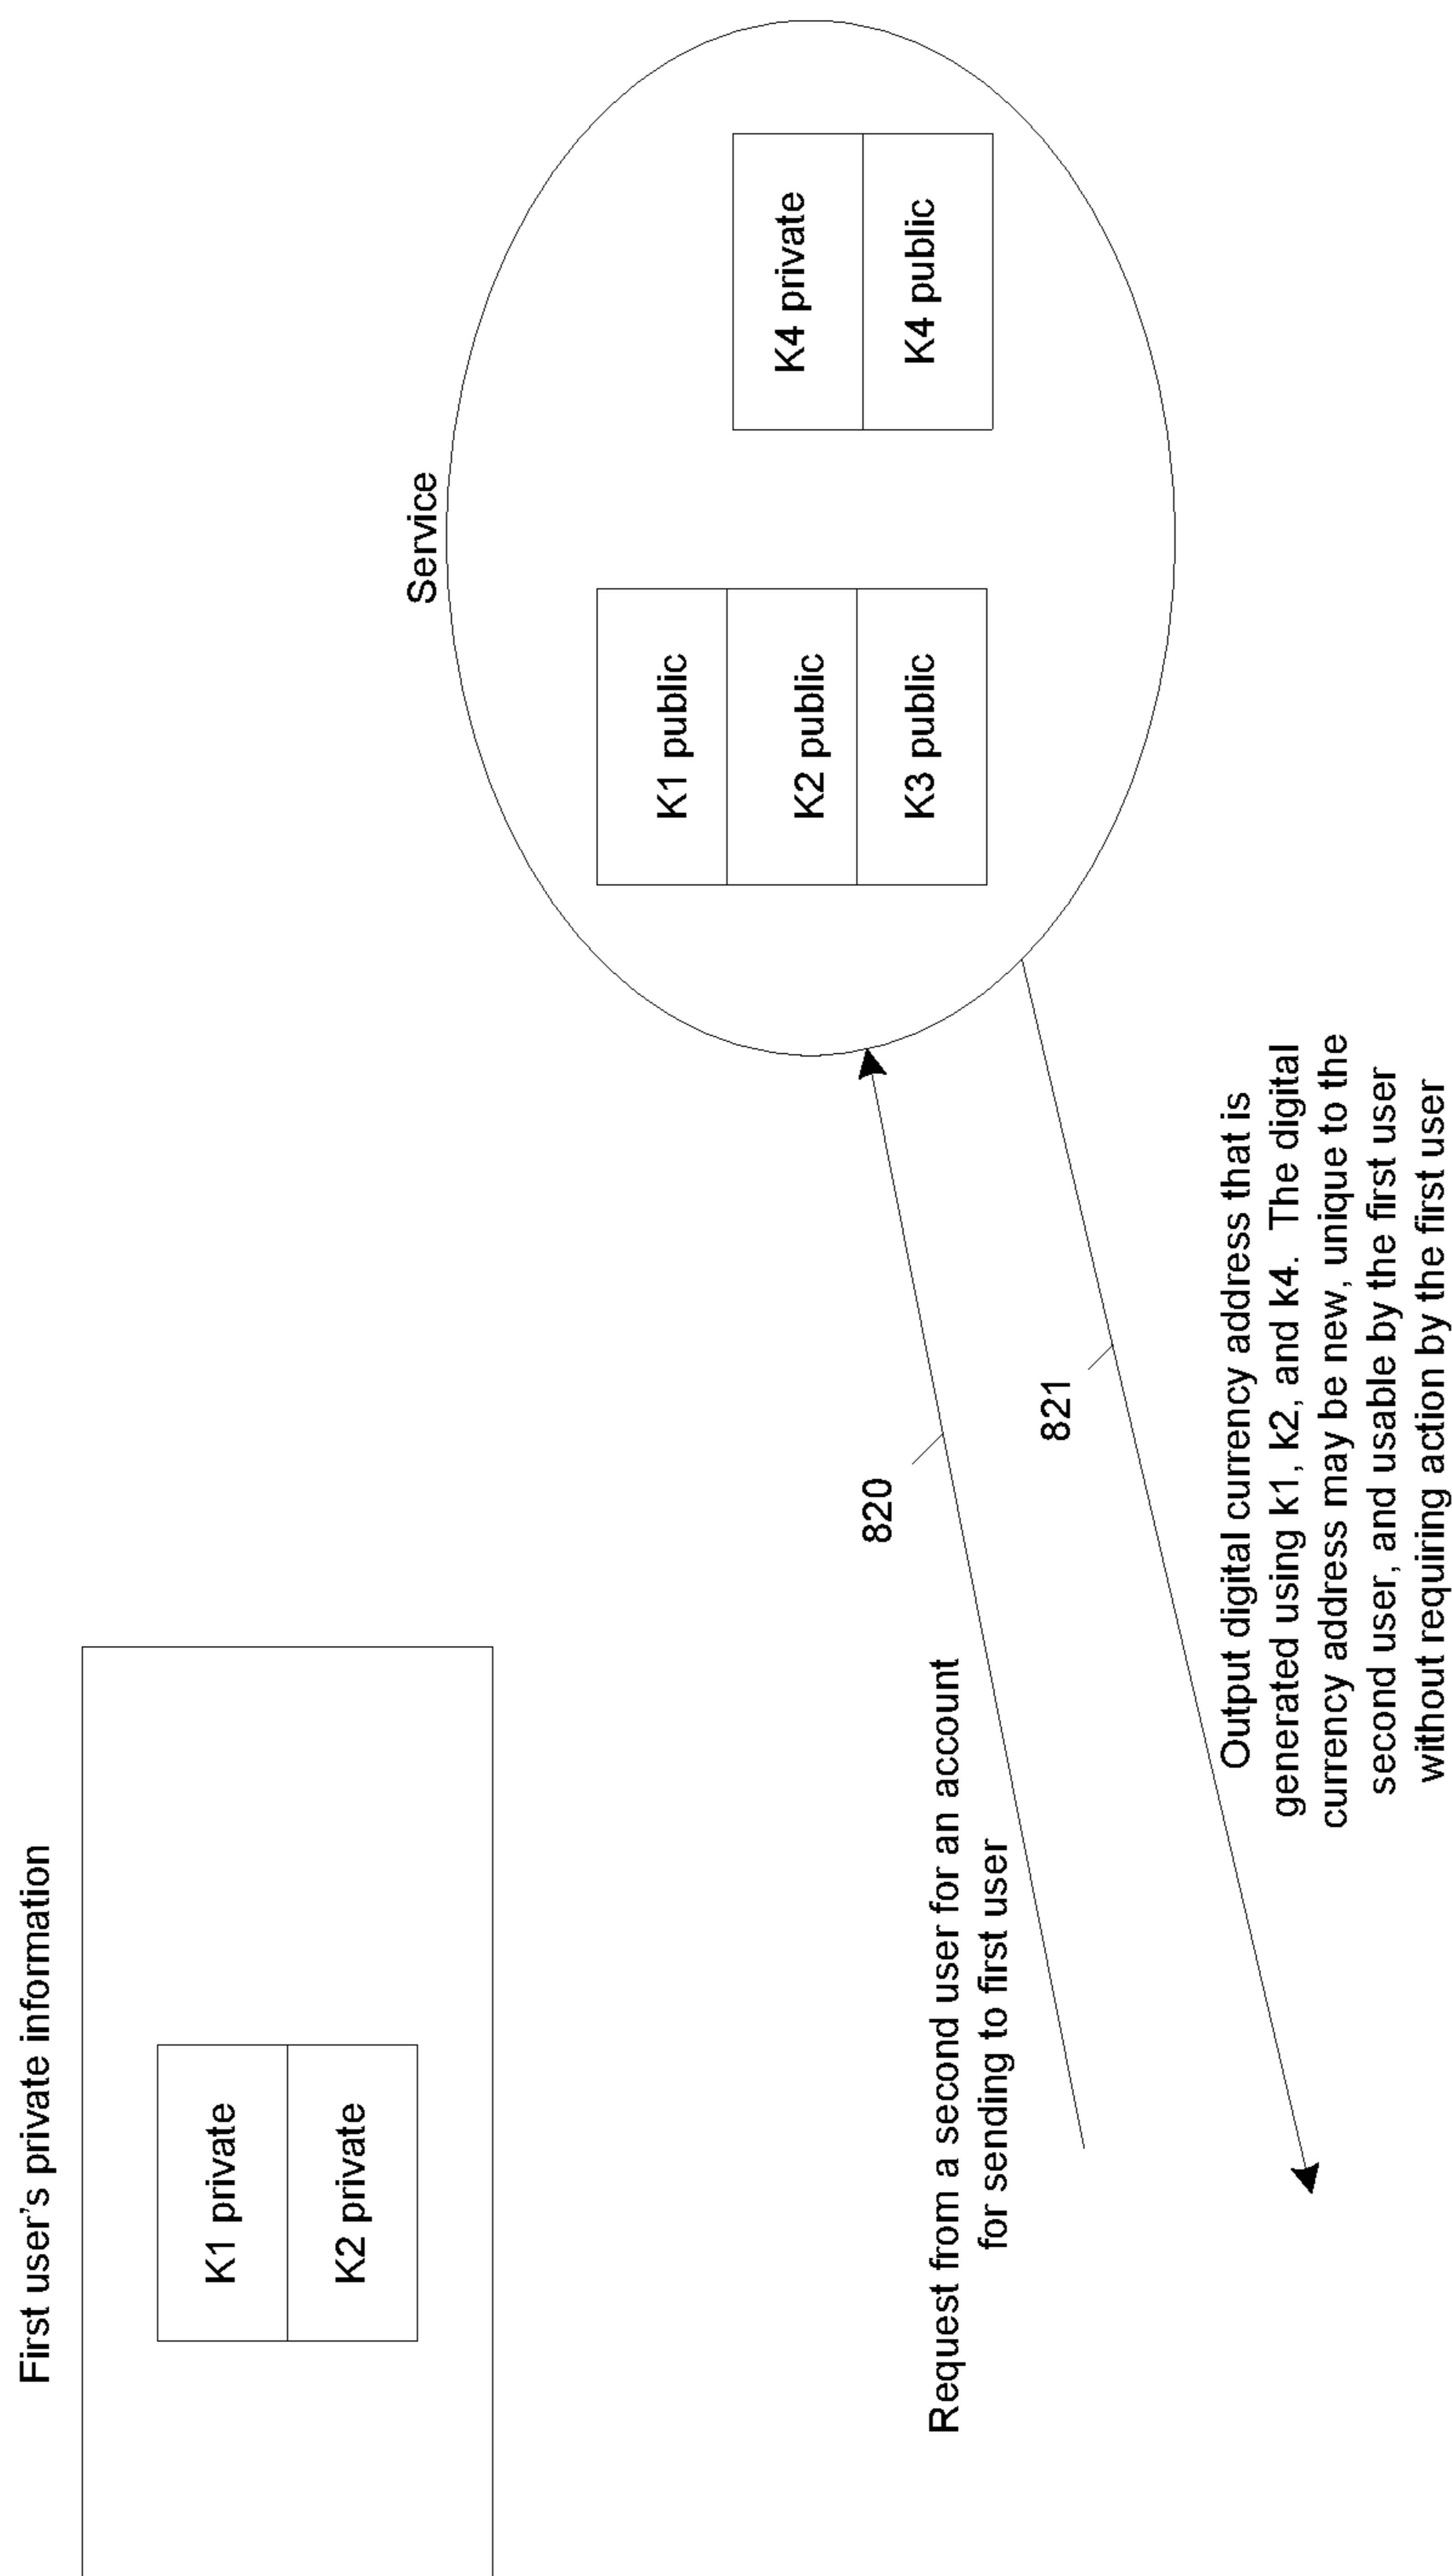 First user's private information
K1 private
K2 private
Service
K1 public
K2 public
K3 public
K4 private
K4 public
Request from a second user for an account
for sending to first user
820
821
Output digital currency address that is
generated using k1, k2, and k4. The digital
currency address may be new, unique to the
second user, and usable by the first user
without requiring action by the first user